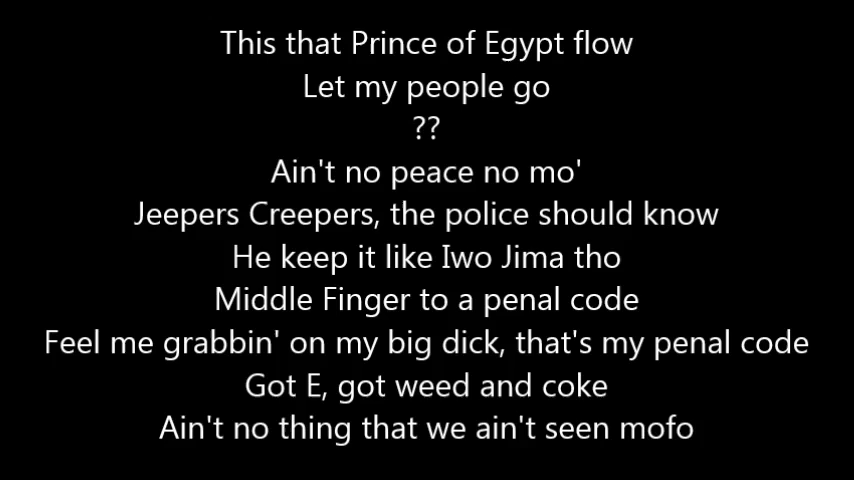 This that Prince of Egypt flow
Let my people go
??
Ain't no peace no mo'
Jeepers Creepers, the police should know
He keep it like Iwo Jima tho
Middle Finger to a penal code
Feel me grabbin' on my big dick, that's my penal code
Got E, got weed and coke
Ain't no thing that we ain't seen mofo